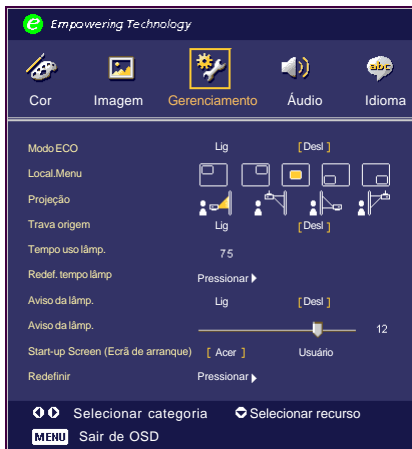 e Empowering Technology
Cor Imagem Gerenciamento Áudio abc Idioma
Modo ECO Lig [ Desl ]
Local.Menu
Projeção
Trava origem Lig [ Desl ]
Tempo uso lâmp. 75
Redef. tempo lâmp Pressionar
Aviso da lâmp. Lig [ Desl ]
Aviso da lâmp. 12
Start-up Screen (Ecrã de arranque) [ Acer ] Usuário
Redefinir Pressionar
Selecionar categoria Selecionar recurso
MENU Sair de OSD